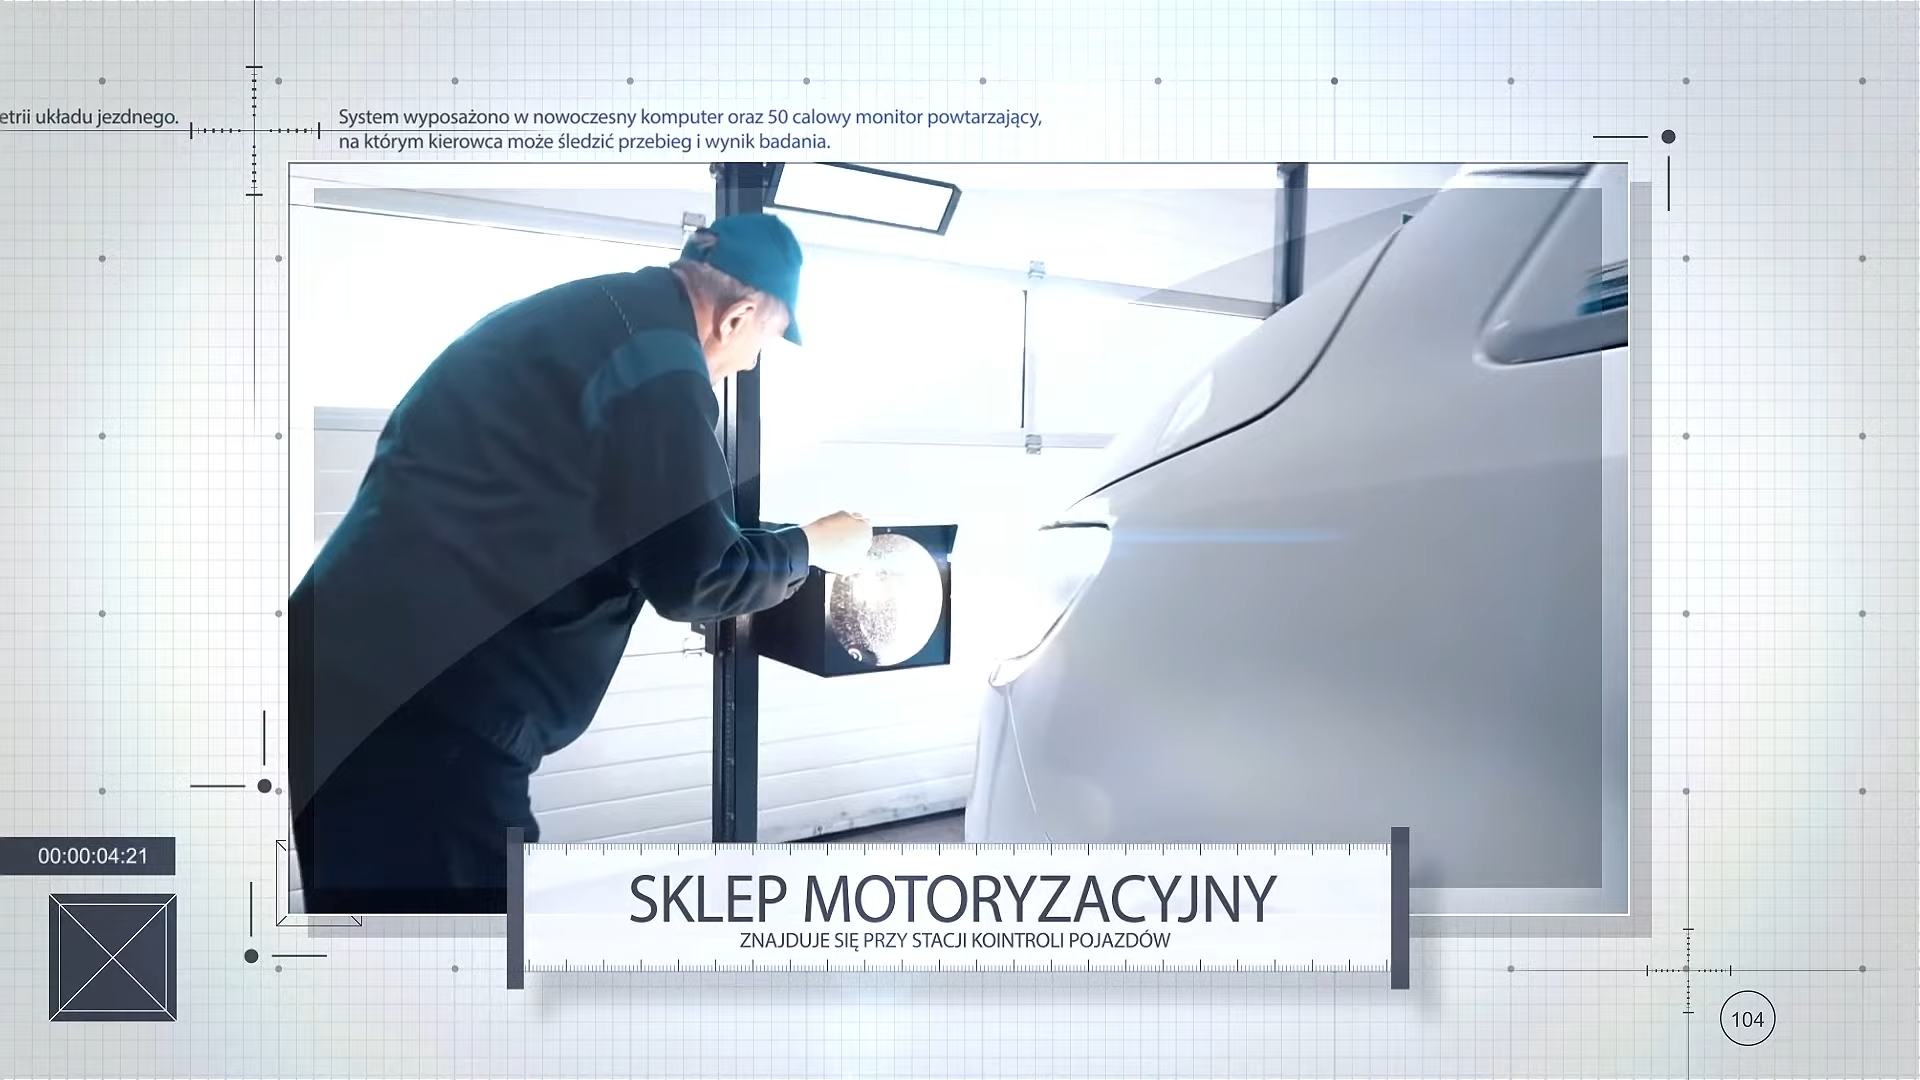 etrii układu jezdnego.
System wyposażono w nowoczesny komputer oraz 50 calowy monitor powtarzający,
na którym kierowca może śledzić przebieg i wynik badania.
00:00:04:21
SKLEP MOTORYZACYJNY
ZNAJDUJE SIĘ PRZY STACJI KOINTROLI POJAZDÓW
104